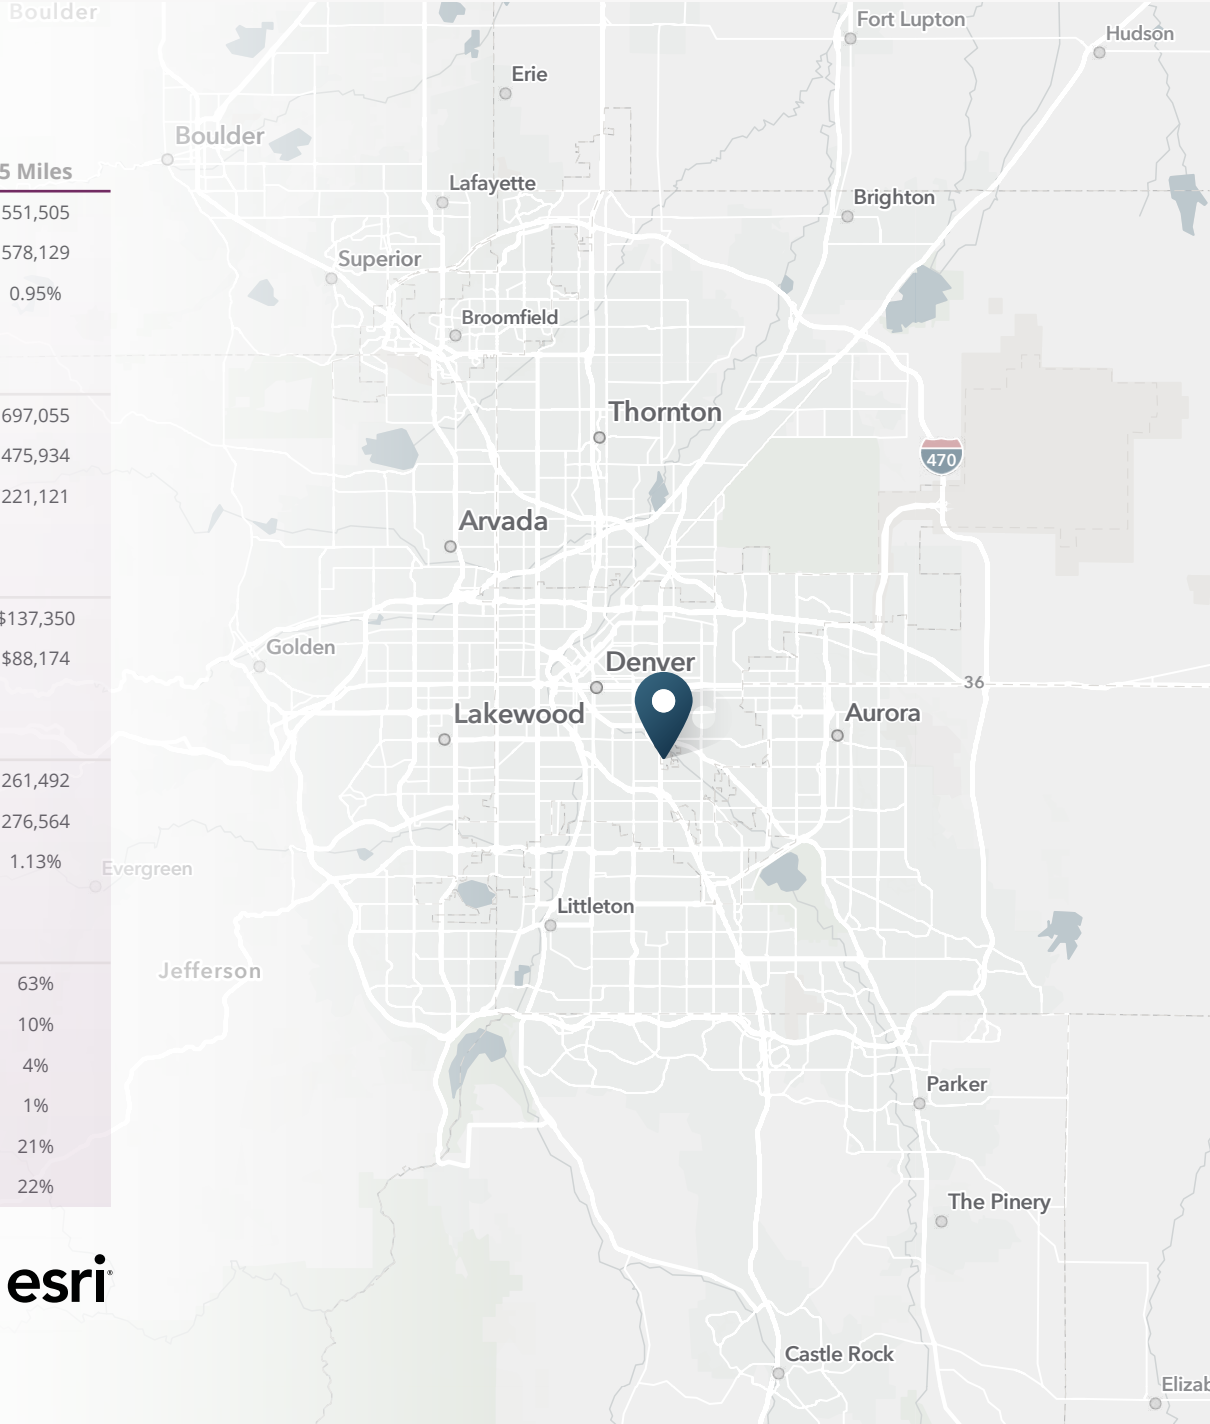 Boulder
Fort Lupton
Hudson
Erie
Boulder
5 Miles
Lafayette
551,505
Brighton
578,129
Superior
0.95%
Broomfield
697,055
Thornton
475,934
470
221,121
Arvada
$137,350
Golden
$88,174
Denver
36
Lakewood
Aurora
261,492
276,564
1.13%
Evergreen
Littleton
Jefferson
63%
10%
4%
Parker
1%
21%
22%
The Pinery
esri®
Castle Rock
Elizab